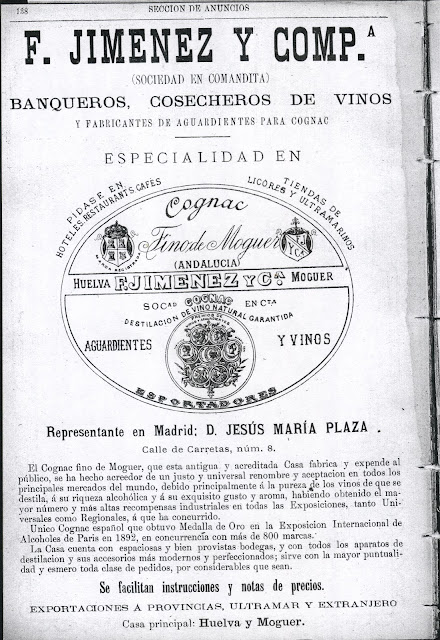 188
SECCION DE ANUNCIOS
F. JIMENEZ Y COMP.ᴬ
(SOCIEDAD EN COMANDITA)
BANQUEROS, COSECHEROS DE VINOS
Y FABRICANTES DE AGUARDIENTES PARA COGNAC
ESPECIALIDAD EN
PIDASE EN
HOTELES, RESTAURANTS, CAFÉS
TIENDAS DE
LICORES Y ULTRAMARINOS
Cognac
Fino de Moguer
(ANDALUCIA)
MARCA REGISTRADA
HUELVA F. JIMENEZ Y Cᴬ. MOGUER
SOCᴬᴰ COGNAC EN Cᵀᴬ
DESTILACION DE VINO NATURAL GARANTIDA
AGUARDIENTES Y VINOS
EXPORTADORES
Representante en Madrid; D. JESÚS MARÍA PLAZA.
Calle de Carretas, núm. 8.
El Cognac fino de Moguer, que esta antigua y acreditada Casa fabrica y expende al
público, se ha hecho acreedor de un justo y universal renombre y aceptacion en todos los
principales mercados del mundo, debido principalmente á la pureza de los vinos de que se
destila, á su riqueza alcohólica y á su exquisito gusto y aroma, habiendo obtenido el ma-
yor número y más altas recompensas industriales en todas las Exposiciones, tanto Uni-
versales como Regionales, á que ha concurrido.
Unico Cognac español que obtuvo Medalla de Oro en la Exposicion Internacional de
Alcoholes de Paris en 1892, en concurrencia con más de 800 marcas.
La Casa cuenta con espaciosas y bien provistas bodegas, y con todos los aparatos de
destilacion y sus accesorios más modernos y perfeccionados; sirve con la mayor puntuali-
dad y esmero toda clase de pedidos, por considerables que sean.
Se facilitan instrucciones y notas de precios.
EXPORTACIONES A PROVINCIAS, ULTRAMAR Y EXTRANJERO
Casa principal: Huelva y Moguer.